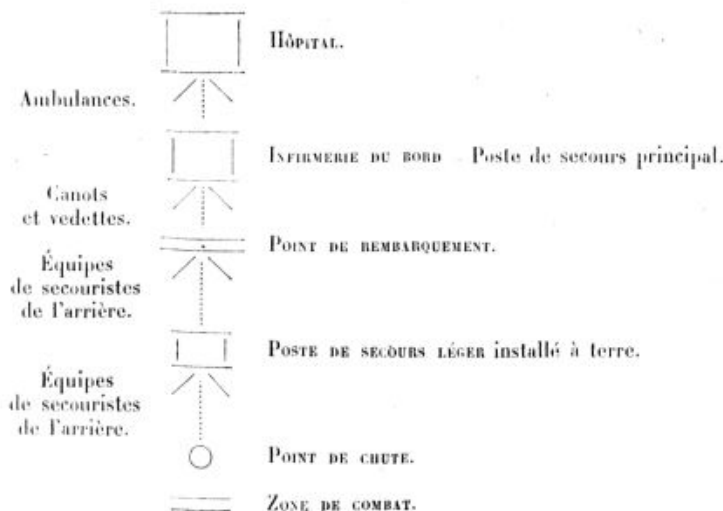 HÔPITAL.
Ambulances.
INFIRMERIE DU BORD Poste de secours principal.
Canots
et vedettes.
POINT DE REMBARQUEMENT.
Équipes
de secouristes
de l'arrière.
POSTE DE SECOURS LÉGER installé à terre.
Équipes
de secouristes
de l'arrière.
POINT DE CHUTE.
ZONE DE COMBAT.